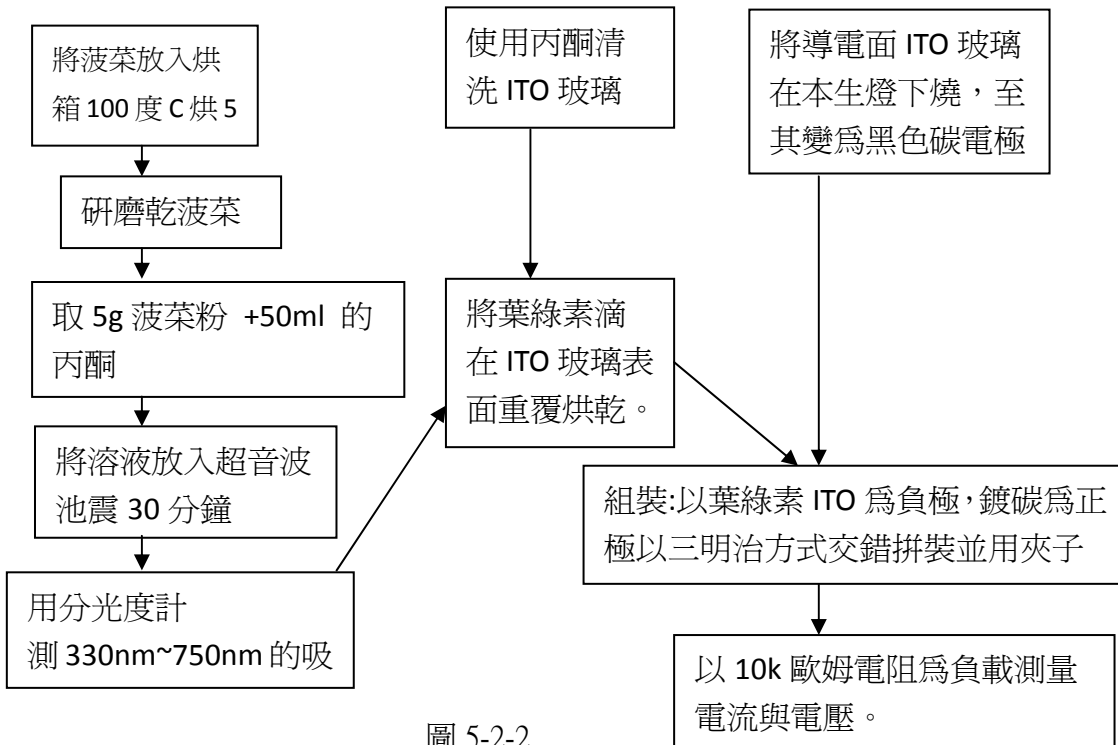 將菠菜放入烘
箱 100 度 C 烘 5
研磨乾菠菜
取 5g 菠菜粉 +50ml 的
丙酮
將溶液放入超音波
池震 30 分鐘
用分光度計
測 330nm~750nm 的吸
使用丙酮清
洗 ITO 玻璃
將葉綠素滴
在 ITO 玻璃表
面重覆烘乾。
將導電面 ITO 玻璃
在本生燈下燒，至
其變為黑色碳電極
組裝:以葉綠素 ITO 為負極，鍍碳為正
極以三明治方式交錯拚裝並用夾子
以 10k 歐姆電阻為負載測量
電流與電壓。
圖 5-2-2